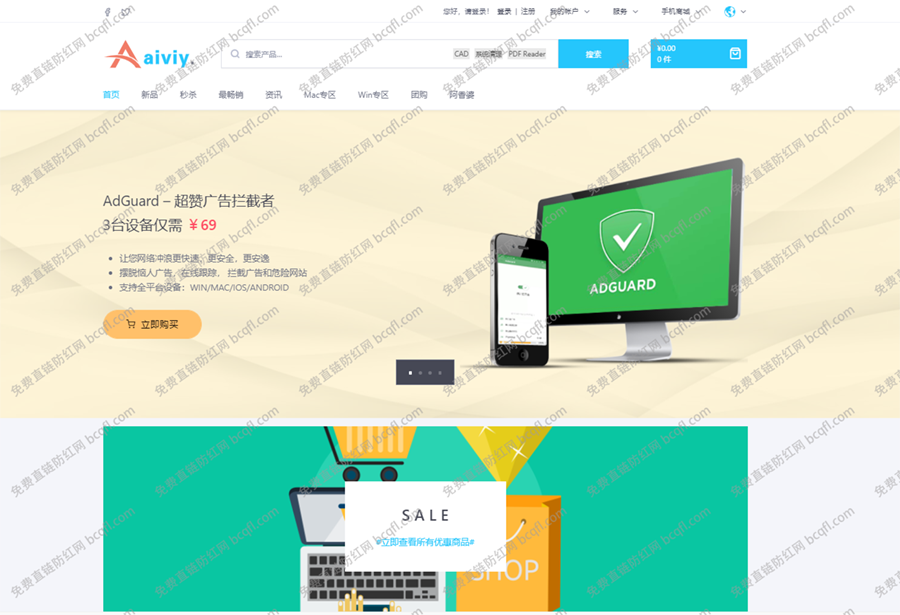 您好，请登录！ 登录 | 注册 我的帐户 服务 手机商城
Aaiviy.
搜索产品... CAD 系统清理 PDF Reader 搜索
¥0.00
0 件
首页 新品 秒杀 最畅销 资讯 Mac专区 Win专区 团购 阿香婆
AdGuard – 超赞广告拦截者
3台设备仅需 ¥69
让您网络冲浪更快速，更安全，更安逸
摆脱恼人广告，在线跟踪，拦截广告和危险网站
支持全平台设备：WIN/MAC/IOS/ANDROID
立即购买
ADGUARD
SALE
#立即查看所有优惠商品#
SHOP
免费直链防红网 bcqfl.com